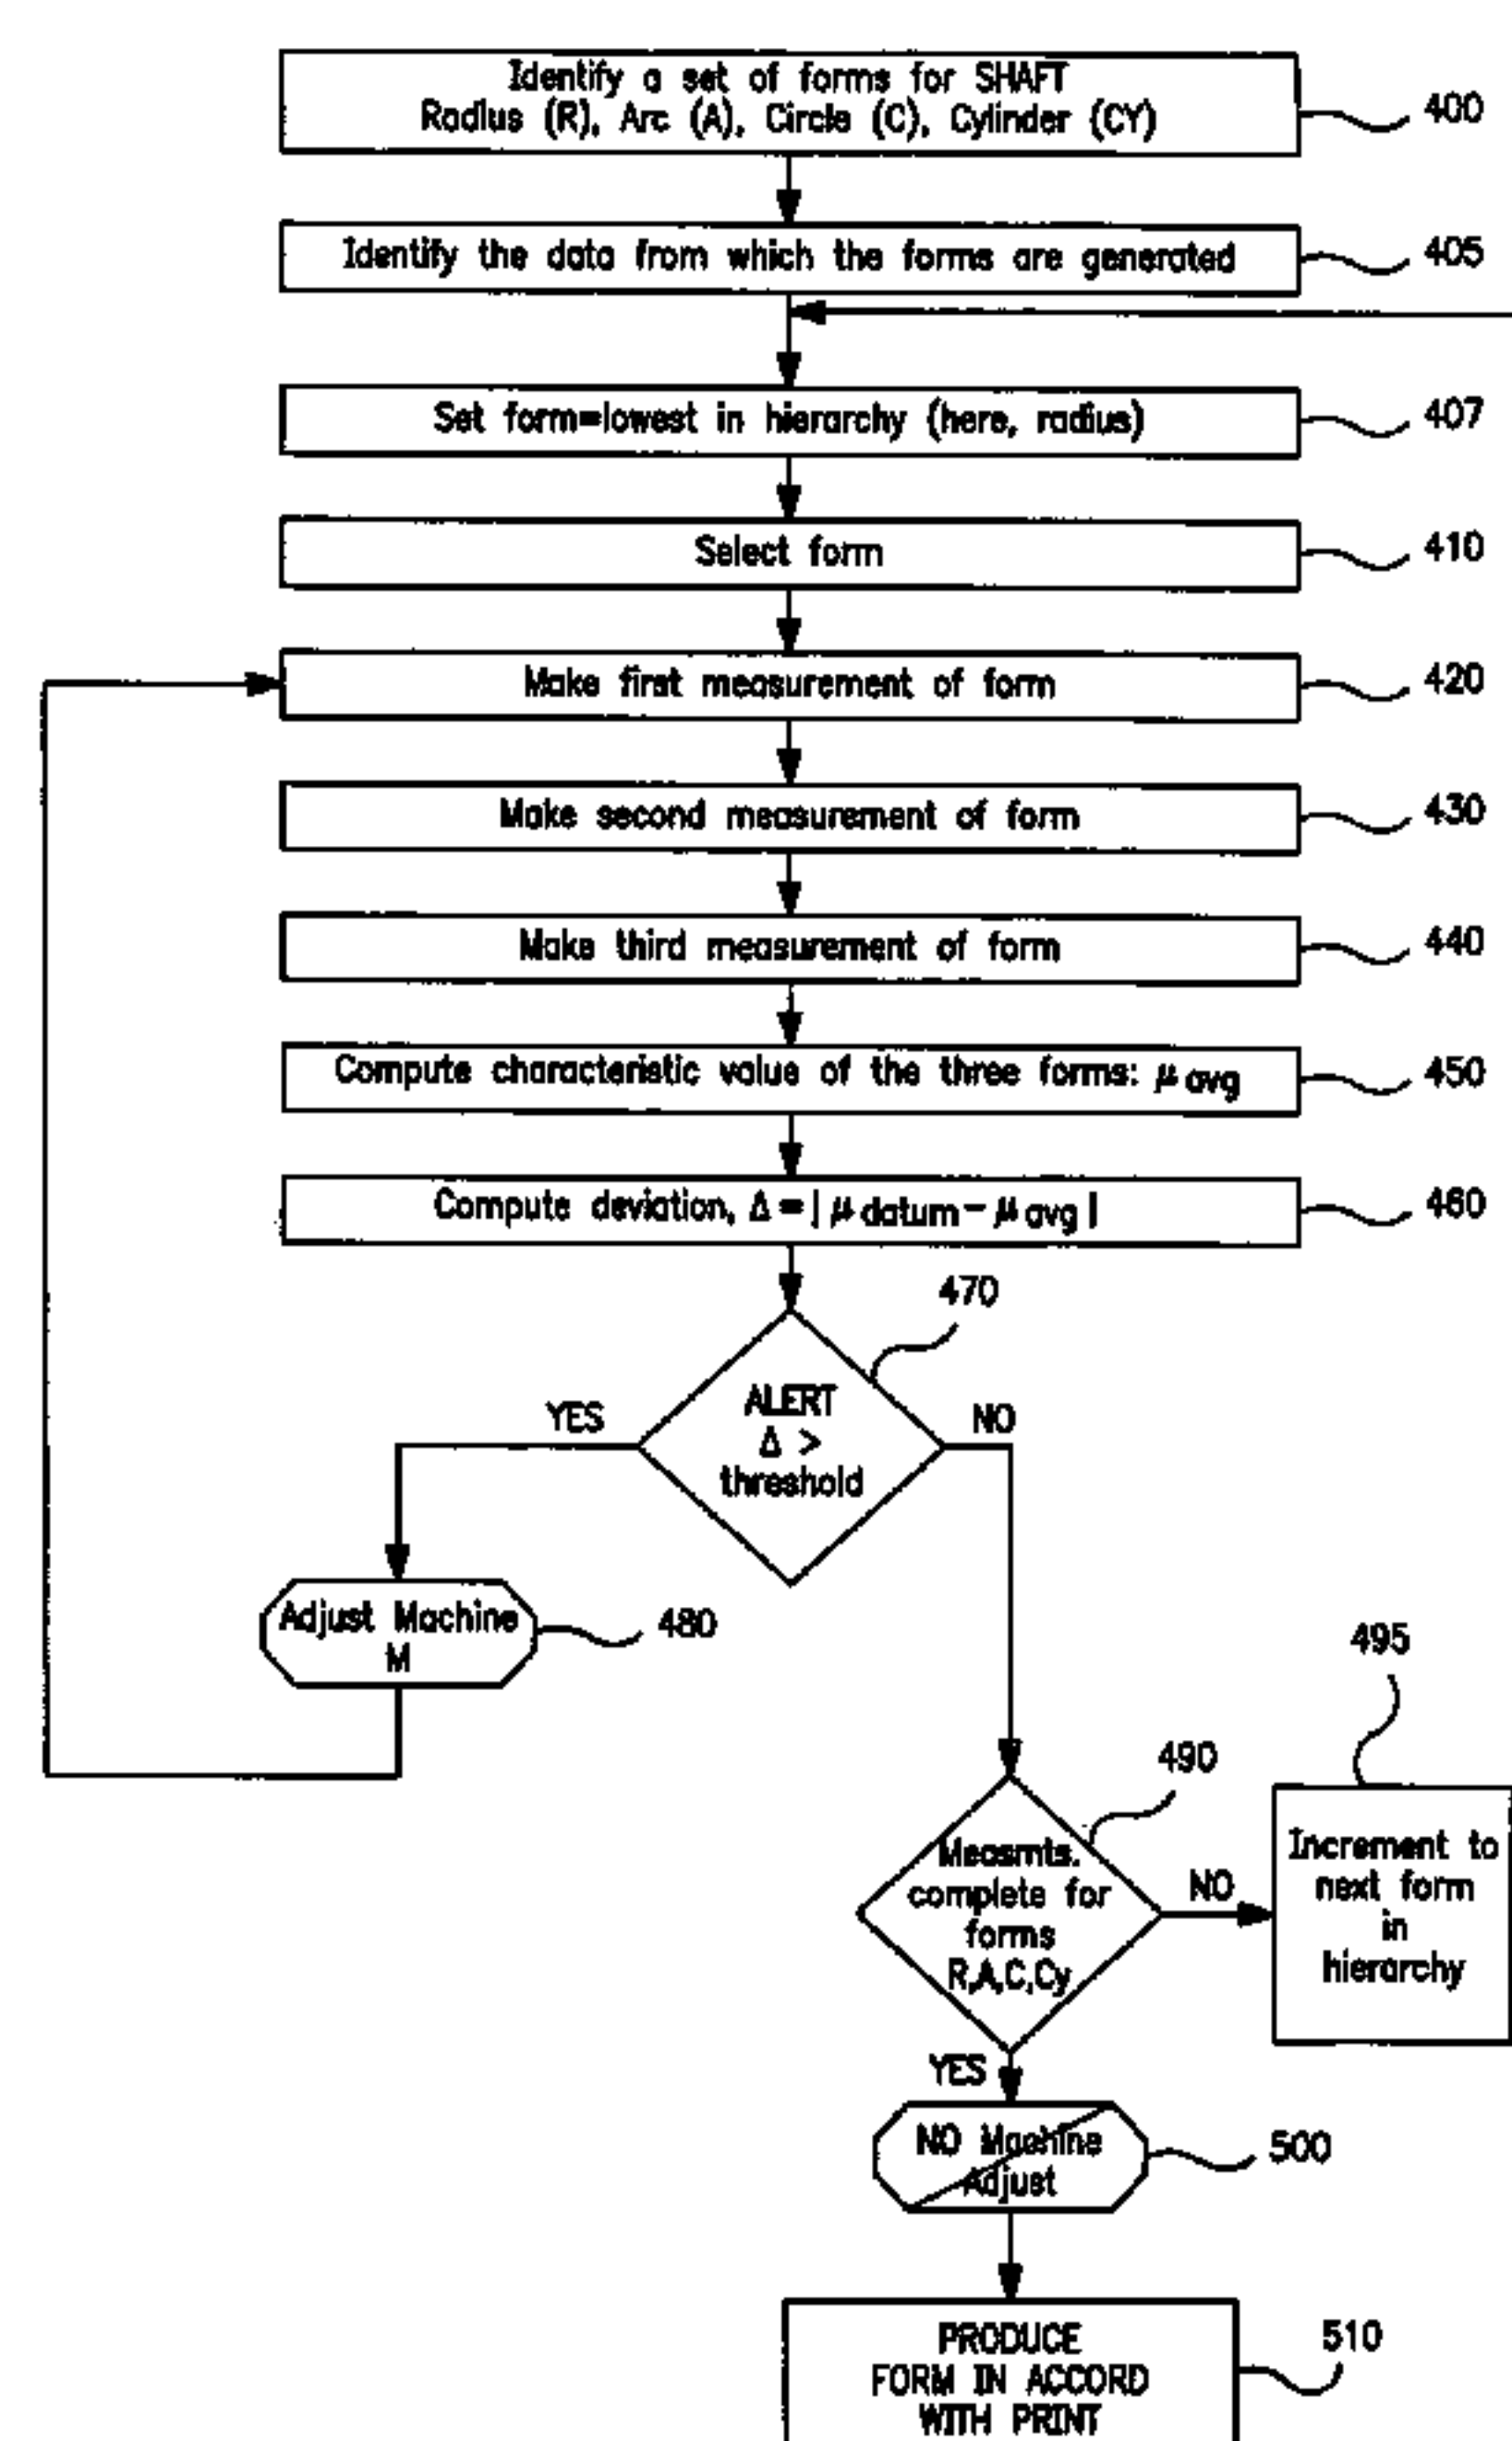 Identify a set of forms for SHAFT
Radius (R), Arc (A), Circle (C), Cylinder (CY)
400
Identify the data from which the forms are generated
405
Set form=lowest in hierarchy (here, radius)
407
Select form
410
Make first measurement of form
420
Make second measurement of form
430
Make third measurement of form
440
Compute characteristic value of the three forms: μ avg
450
Compute deviation, Δ = | μ datum - μ avg |
460
470
ALERT
Δ >
threshold
YES
NO
Adjust Machine
M
480
495
490
Measmts.
complete for
forms
R,A,C,Cy
NO
Increment to
next form
in
hierarchy
YES
NO Machine
Adjust
500
PRODUCE
FORM IN ACCORD
WITH PRINT
510